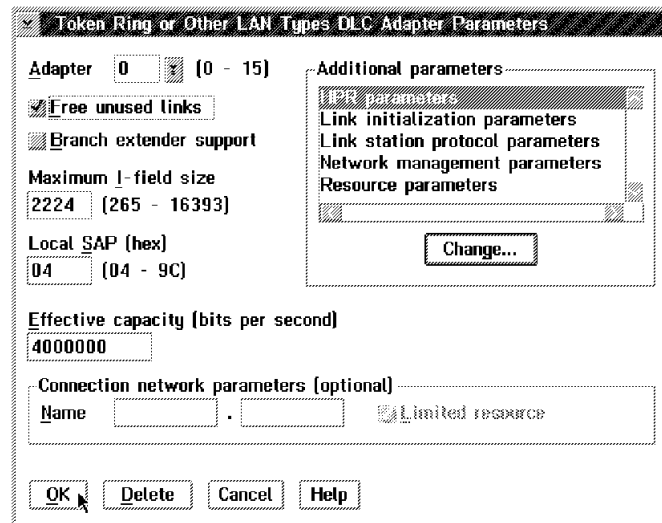 Token Ring or Other LAN Types DLC Adapter Parameters
Adapter 0 (0 - 15)
Free unused links
Branch extender support
Maximum I-field size
2224 (265 - 16393)
Local SAP (hex)
04 (04 - 9C)
Additional parameters
HPR parameters
Link initialization parameters
Link station protocol parameters
Network management parameters
Resource parameters
Change...
Effective capacity (bits per second)
4000000
Connection network parameters (optional)
Name . Limited resource
OK Delete Cancel Help